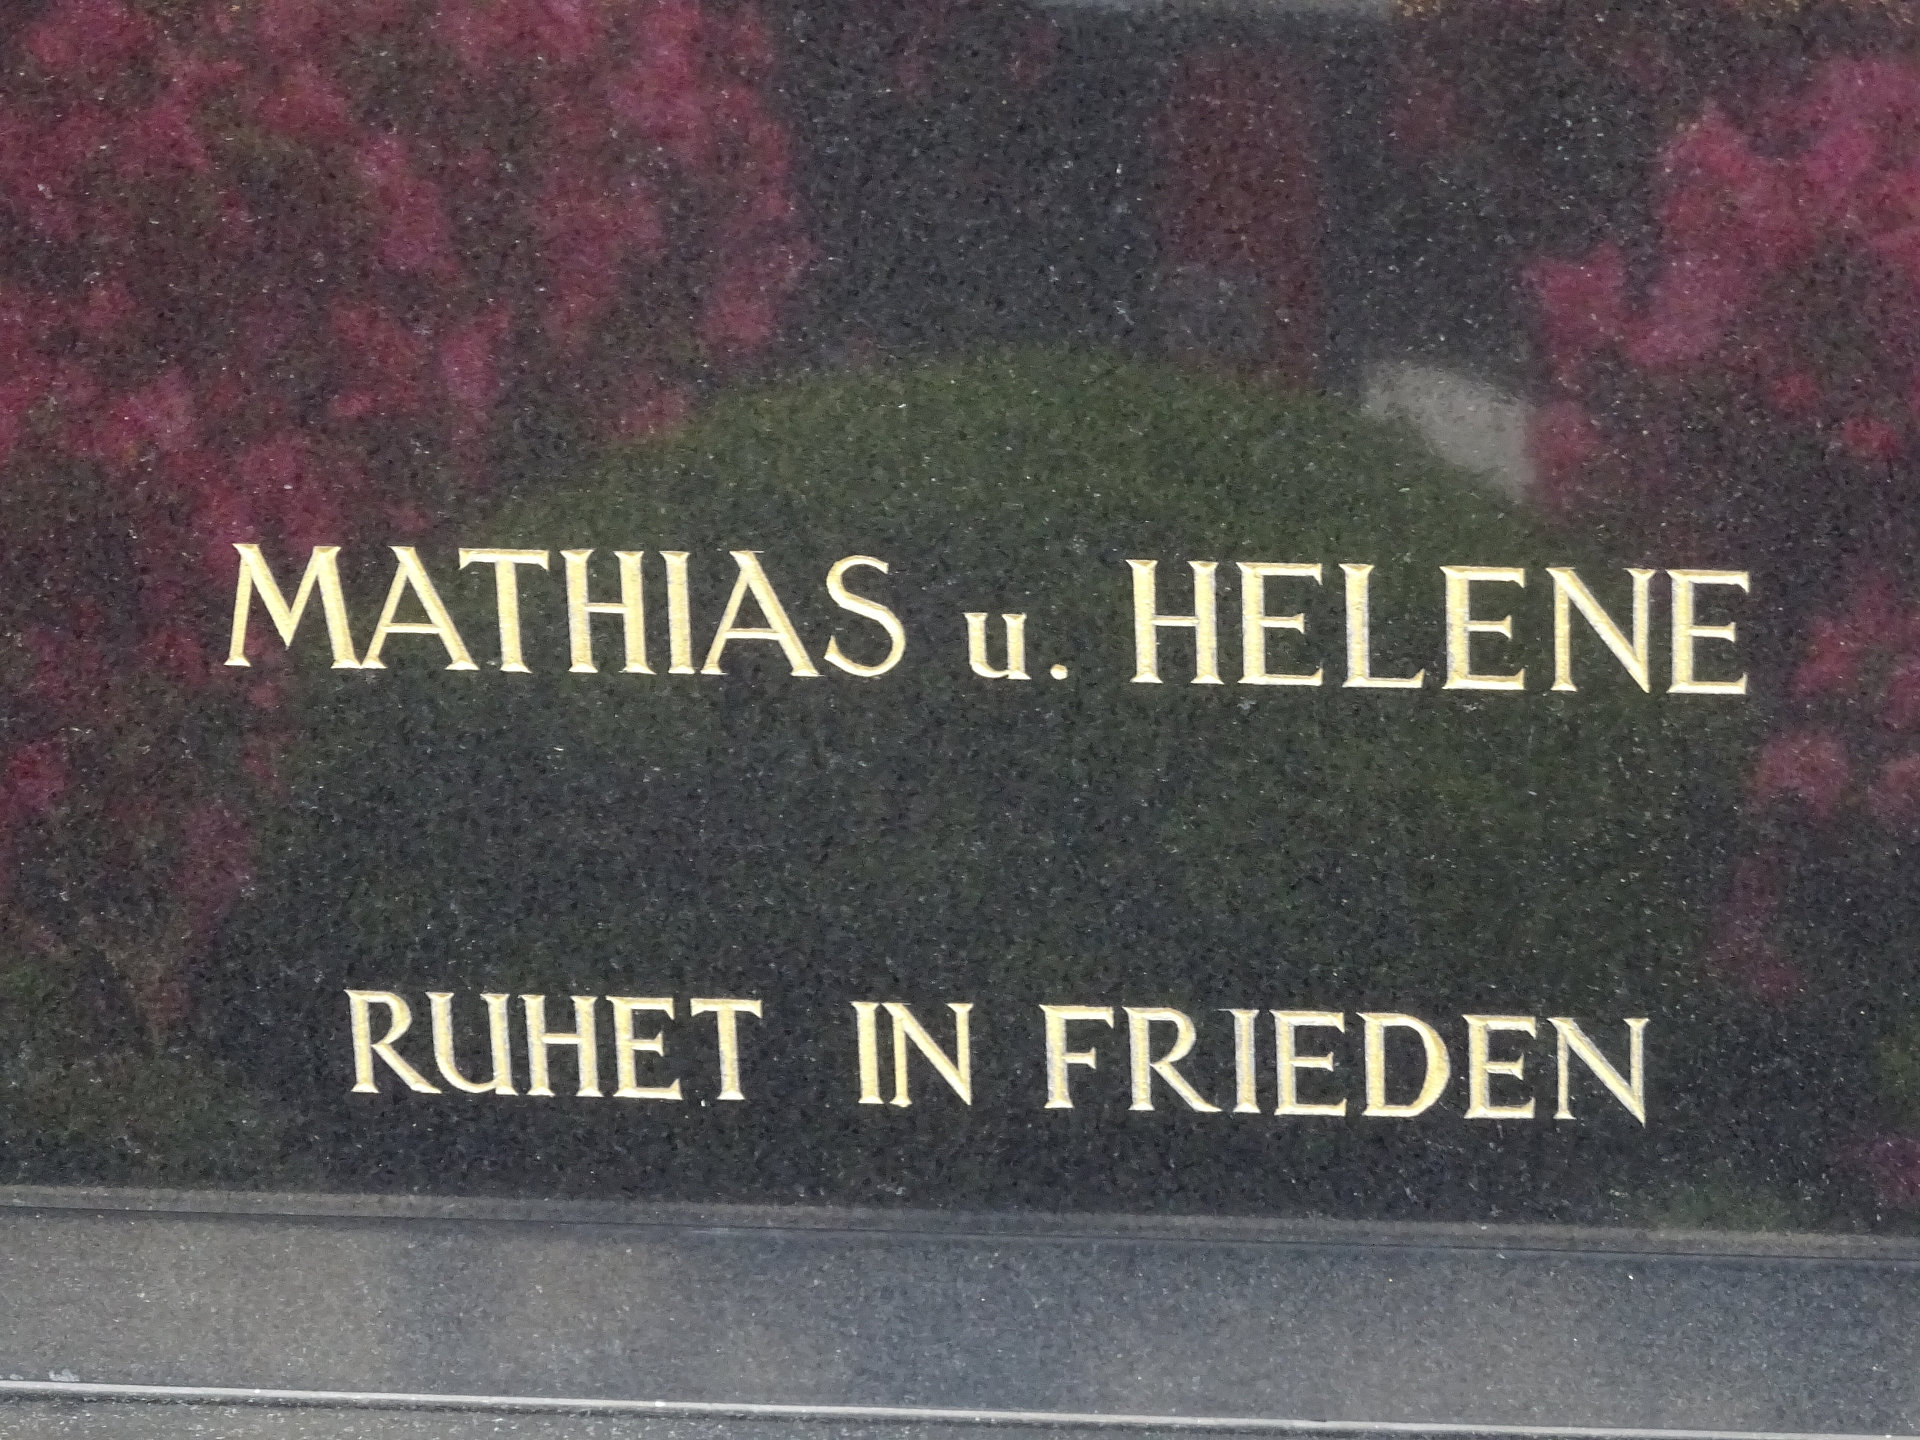 MATHIAS u. HELENE
RUHET IN FRIEDEN